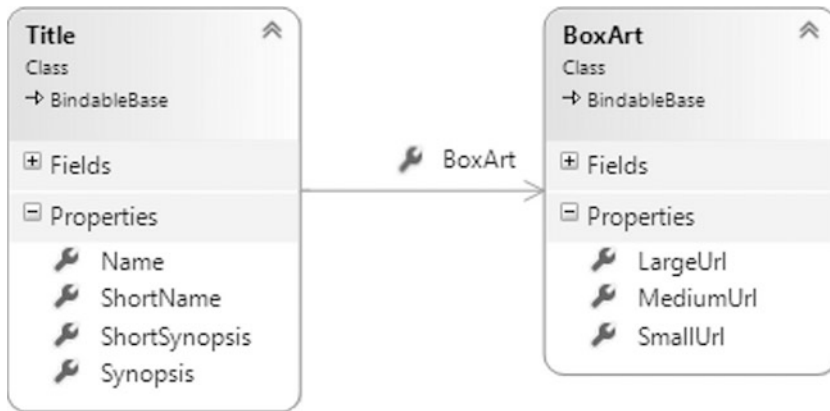 Title
Class
BindableBase
Fields
Properties
Name
ShortName
ShortSynopsis
Synopsis
BoxArt
BoxArt
Class
BindableBase
Fields
Properties
LargeUrl
MediumUrl
SmallUrl